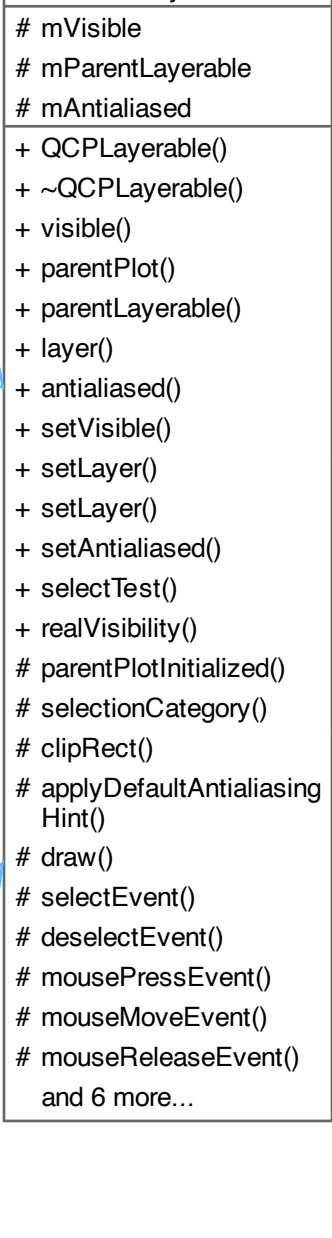 # mVisible
# mParentLayerable
# mAntialiased
+ QCPLayerable()
+ ~QCPLayerable()
+ visible()
+ parentPlot()
+ parentLayerable()
+ layer()
+ antialiased()
+ setVisible()
+ setLayer()
+ setLayer()
+ setAntialiased()
+ selectTest()
+ realVisibility()
# parentPlotInitialized()
# selectionCategory()
# clipRect()
# applyDefaultAntialiasing
Hint()
# draw()
# selectEvent()
# deselectEvent()
# mousePressEvent()
# mouseMoveEvent()
# mouseReleaseEvent()
and 6 more...